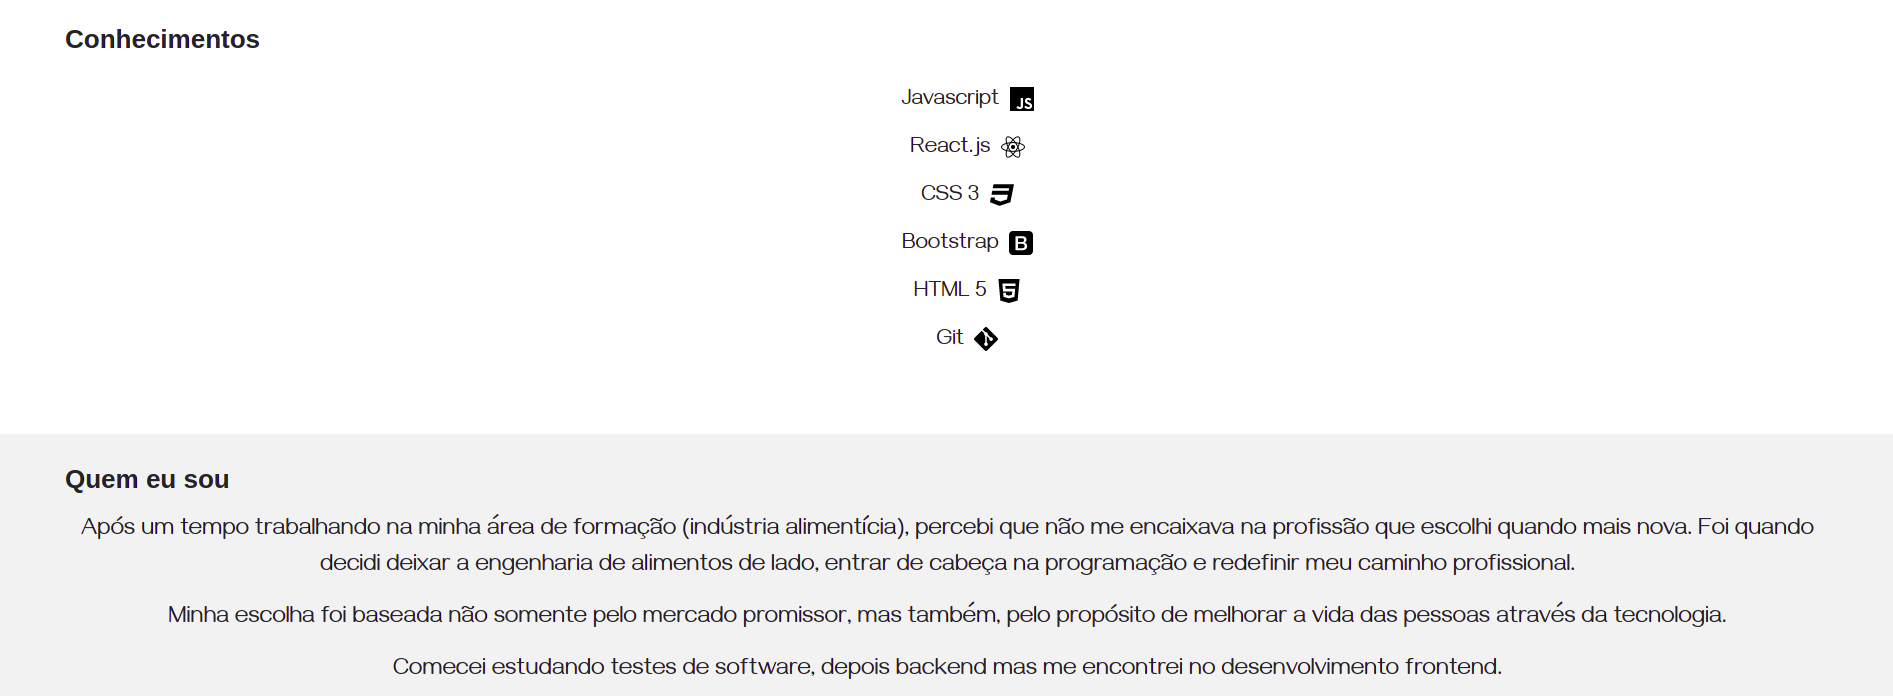 Conhecimentos
Javascript JS
React.js
CSS 3
Bootstrap B
HTML 5 5
Git
Quem eu sou
Após um tempo trabalhando na minha área de formação (indústria alimentícia), percebi que não me encaixava na profissão que escolhi quando mais nova. Foi quando
decidi deixar a engenharia de alimentos de lado, entrar de cabeça na programação e redefinir meu caminho profissional.
Minha escolha foi baseada não somente pelo mercado promissor, mas também, pelo propósito de melhorar a vida das pessoas através da tecnologia.
Comecei estudando testes de software, depois backend mas me encontrei no desenvolvimento frontend.